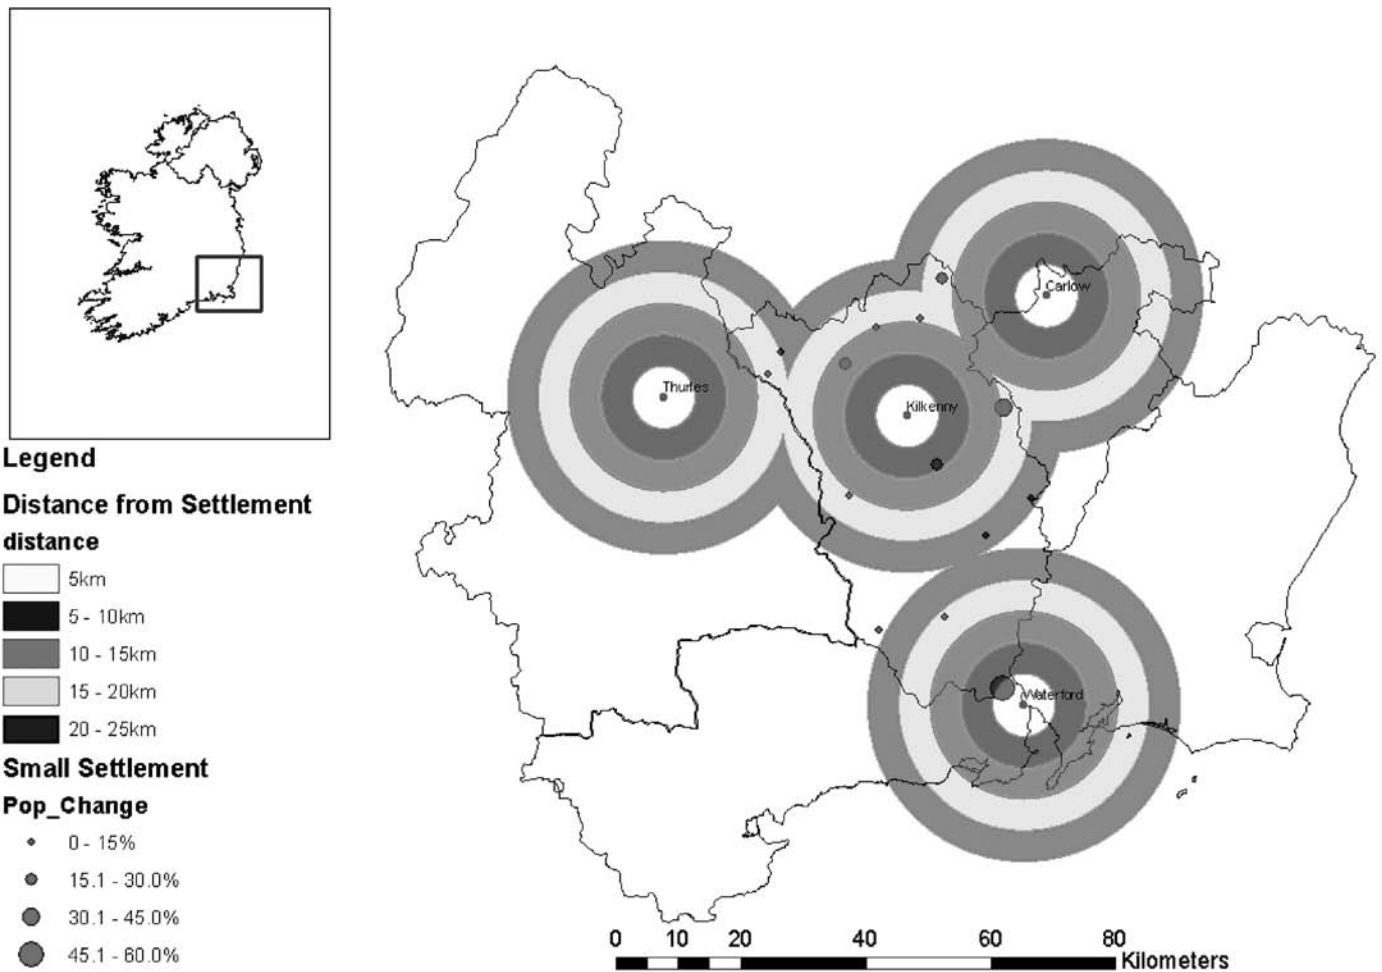 Carlow
Thurles
Kilkenny
Waterford
Legend
Distance from Settlement
distance
5km
5 - 10km
10 - 15km
15 - 20km
20 - 25km
Small Settlement
Pop_Change
0 - 15%
15.1 - 30.0%
30.1 - 45.0%
45.1 - 60.0%
0 10 20 40 60 80
Kilometers